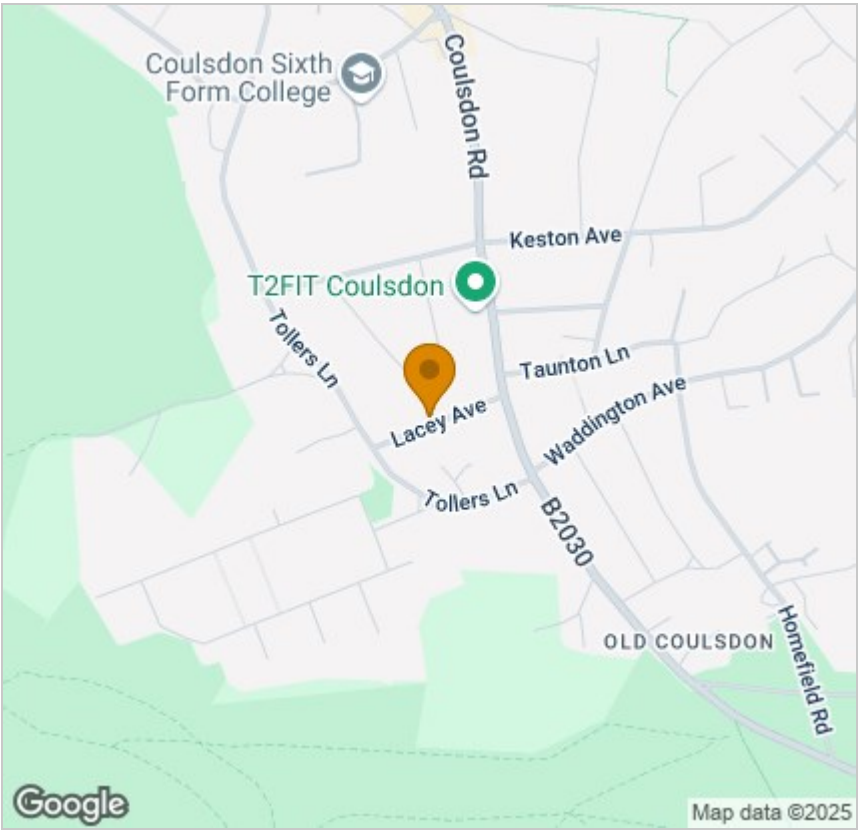 Coulsdon Sixth
Form College
Coulsdon Rd
Keston Ave
T2FIT Coulsdon
Tollers Ln
Taunton Ln
Lacey Ave
Waddington Ave
Tollers Ln
B2030
OLD COULSDON
Homefield Rd
Google
Map data ©2025